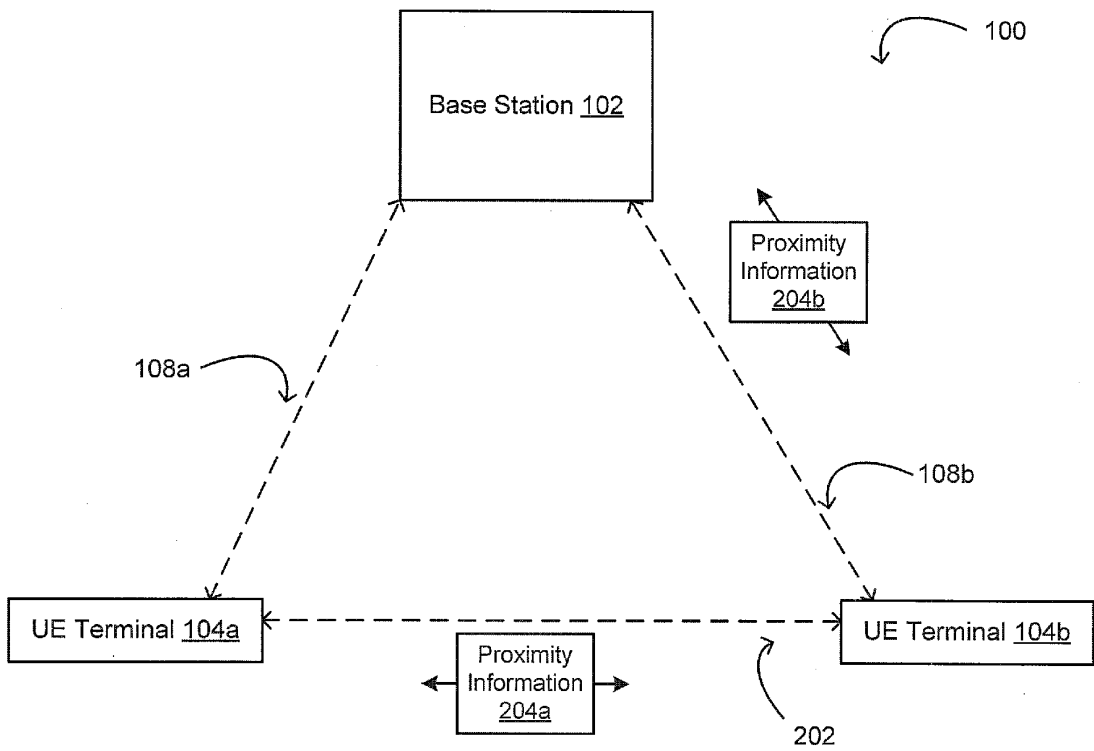 100
Base Station 102
Proximity
Information
204b
108a
108b
UE Terminal 104a
UE Terminal 104b
Proximity
Information
204a
202